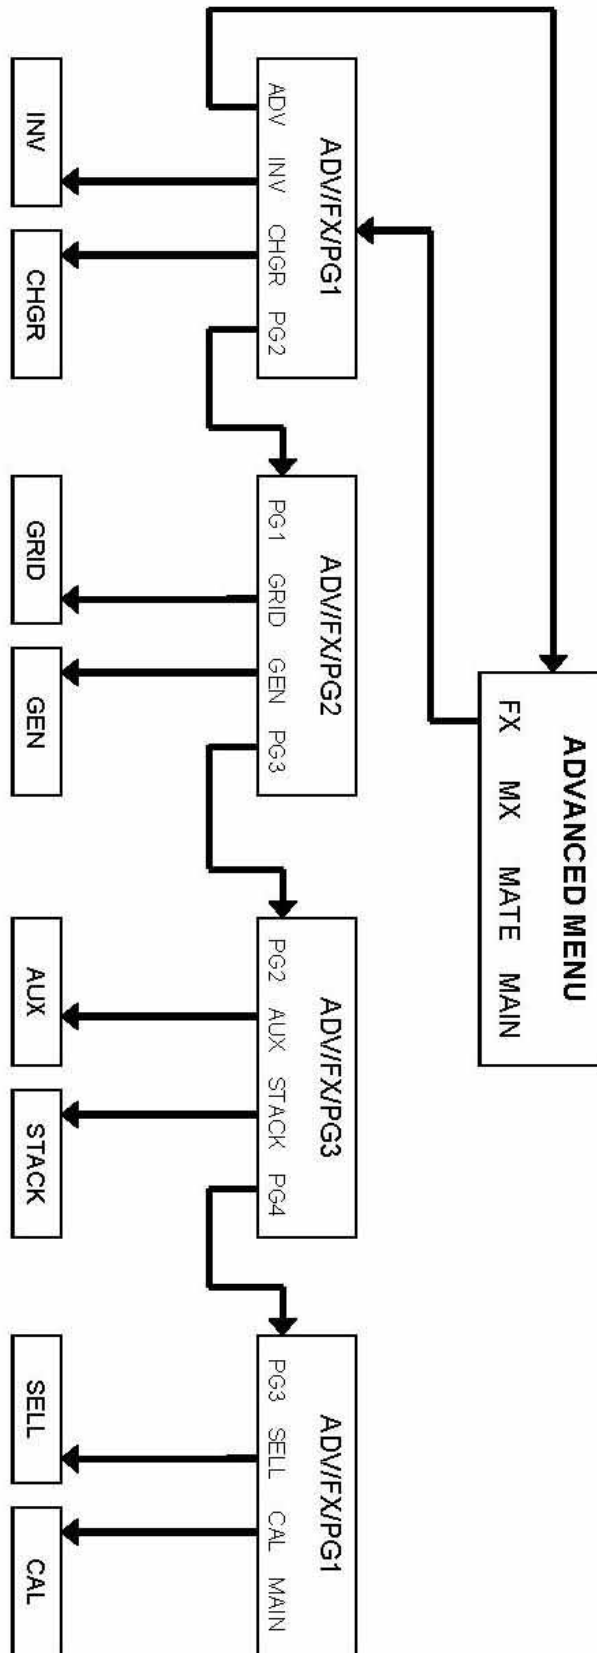 ADVANCED MENU
FX MX MATE MAIN
ADV/FX/PG1
ADV INV CHGR PG2
ADV/FX/PG2
PG1 GRID GEN PG3
ADV/FX/PG3
PG2 AUX STACK PG4
ADV/FX/PG1
PG3 SELL CAL MAIN
INV
CHGR
GRID
GEN
AUX
STACK
SELL
CAL